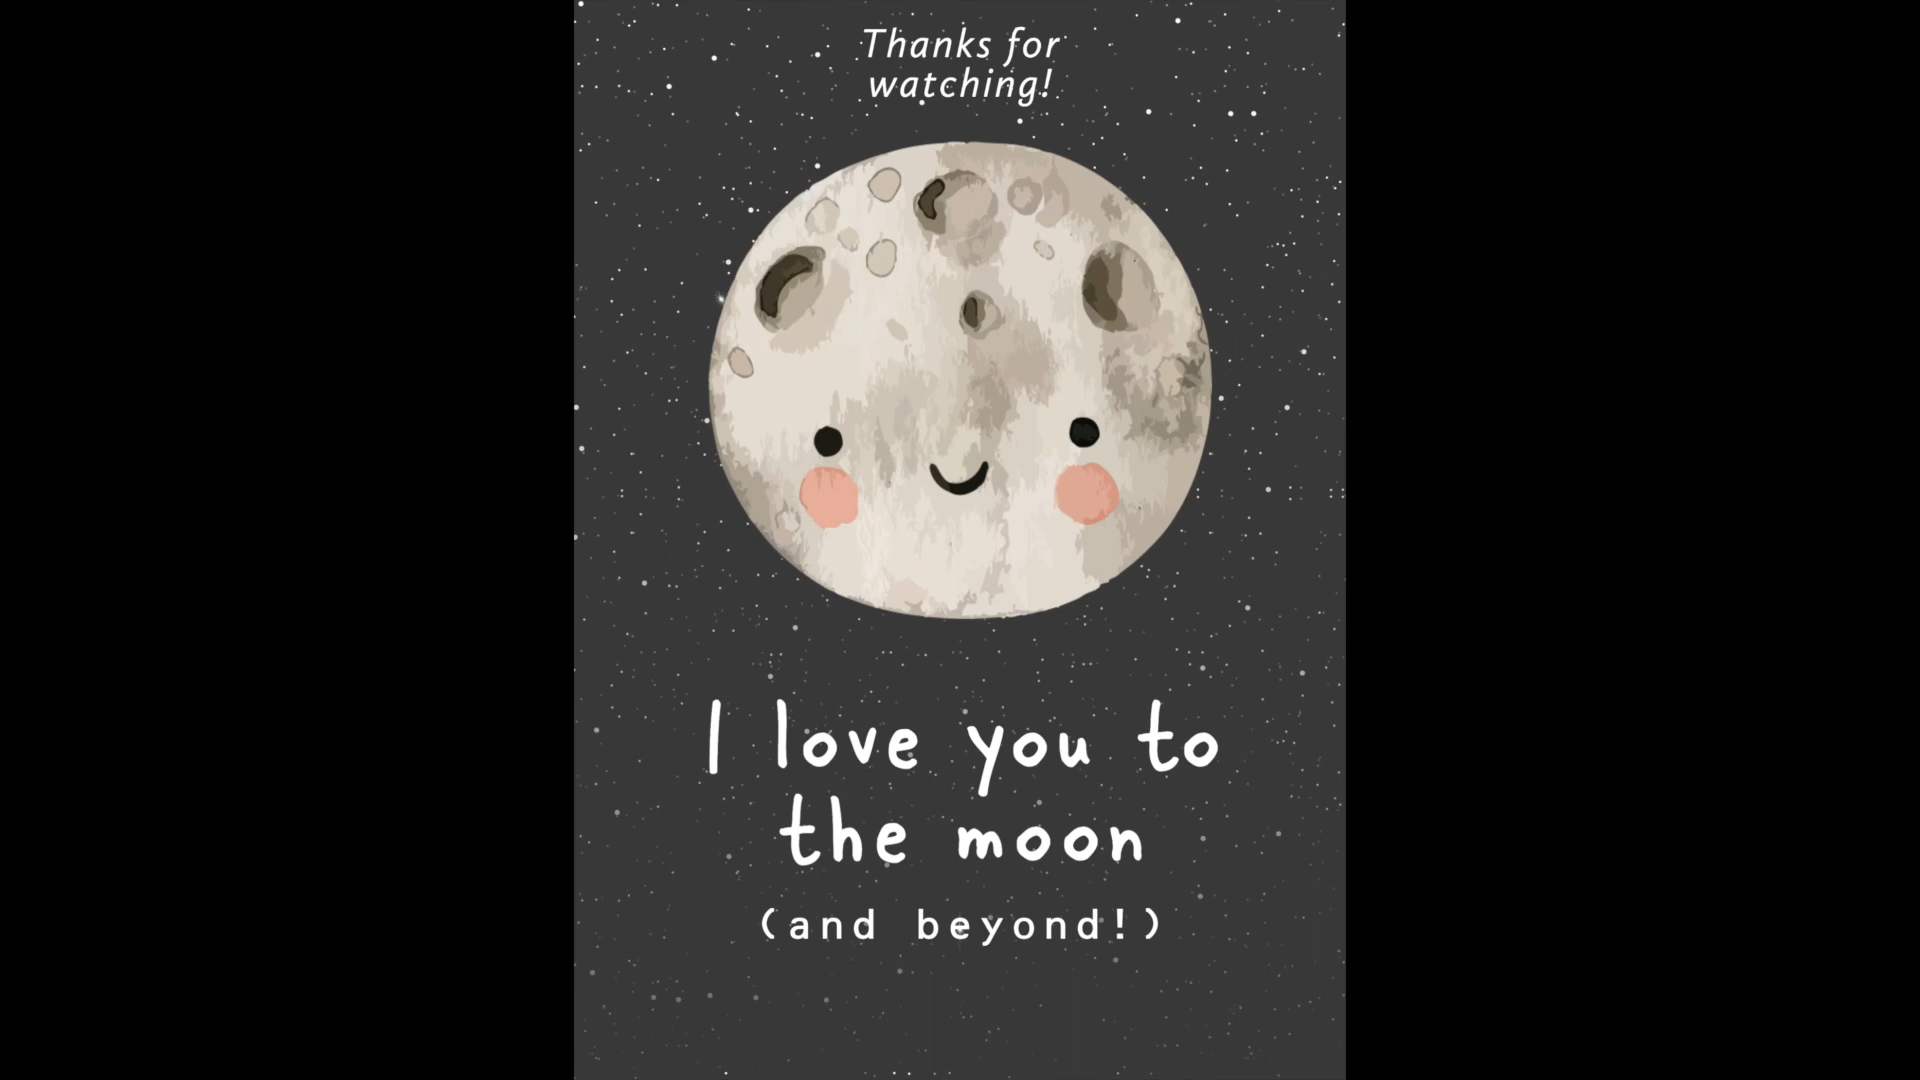 Thanks for
watching!
I love you to
the moon
(and beyond!)